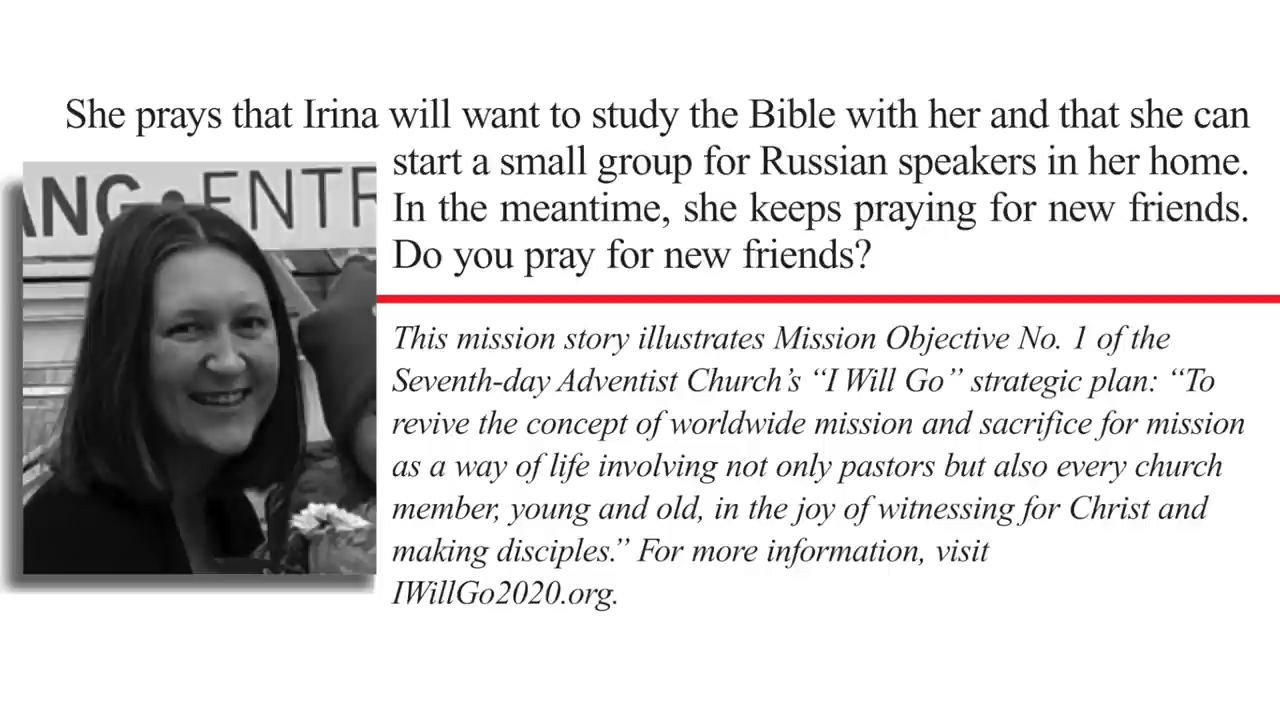 She prays that Irina will want to study the Bible with her and that she can
start a small group for Russian speakers in her home.
In the meantime, she keeps praying for new friends.
Do you pray for new friends?
ANG • ENTR
This mission story illustrates Mission Objective No. 1 of the
Seventh-day Adventist Church’s “I Will Go” strategic plan: “To
revive the concept of worldwide mission and sacrifice for mission
as a way of life involving not only pastors but also every church
member, young and old, in the joy of witnessing for Christ and
making disciples.” For more information, visit
IWillGo2020.org.